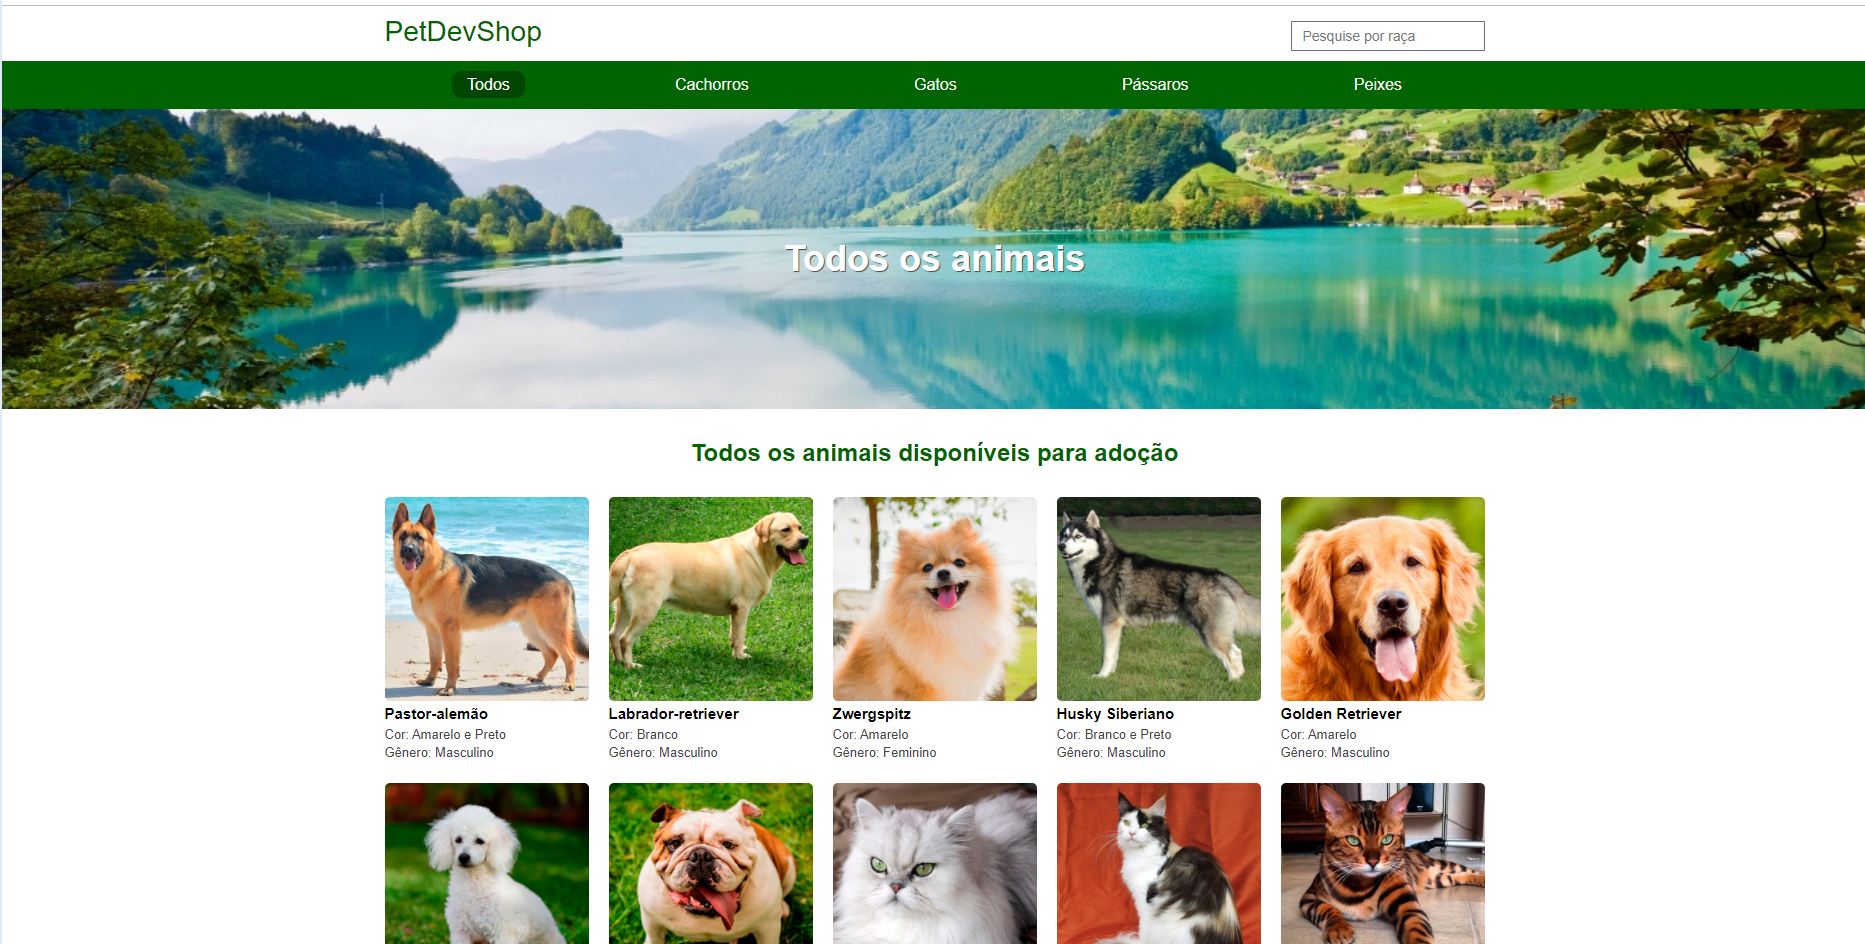 PetDevShop
Pesquise por raça
Todos
Cachorros
Gatos
Pássaros
Peixes
Todos os animais
Todos os animais disponíveis para adoção
Pastor-alemão
Cor: Amarelo e Preto
Gênero: Masculino
Labrador-retriever
Cor: Branco
Gênero: Masculino
Zwergspitz
Cor: Amarelo
Gênero: Feminino
Husky Siberiano
Cor: Branco e Preto
Gênero: Masculino
Golden Retriever
Cor: Amarelo
Gênero: Masculino